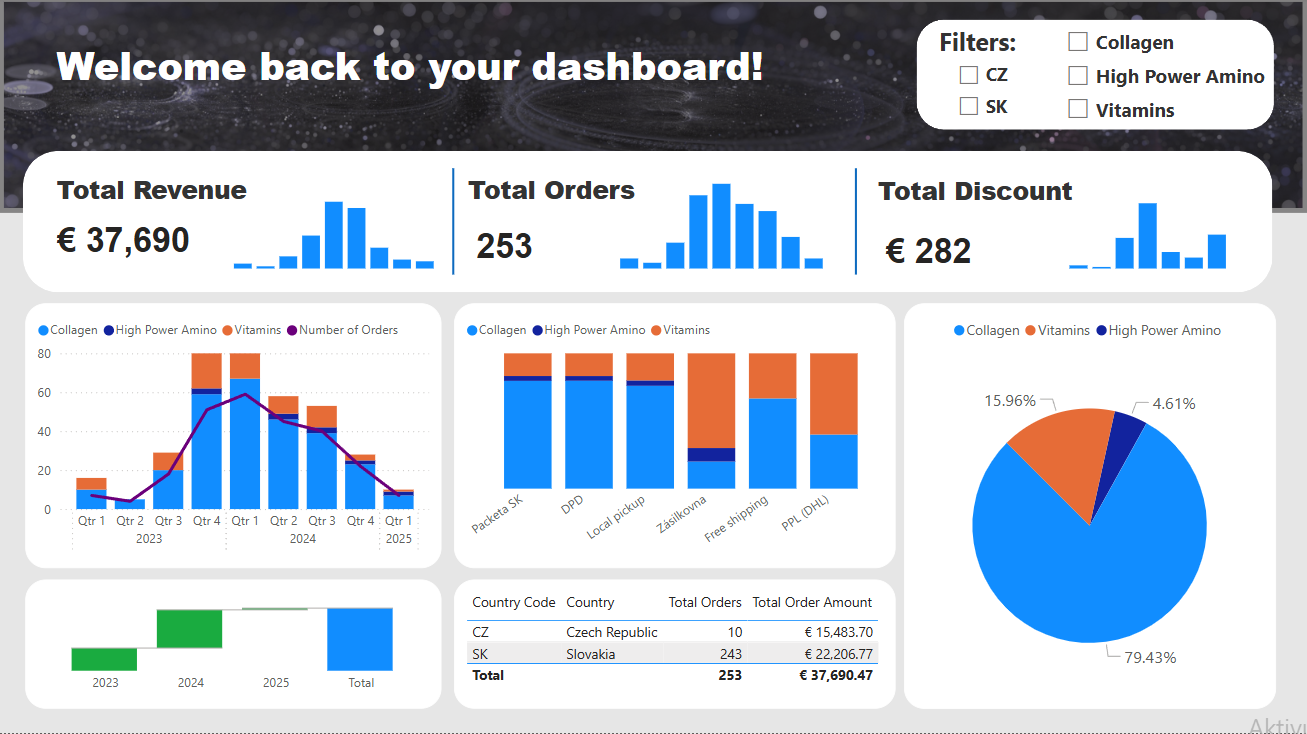 Welcome back to your dashboard!
Filters:
CZ
SK
Collagen
High Power Amino
Vitamins
Total Revenue
€ 37,690
Total Orders
253
Total Discount
€ 282
Collagen High Power Amino Vitamins Number of Orders
80
60
40
20
0
Qtr 1 Qtr 2 Qtr 3 Qtr 4 Qtr 1 Qtr 2 Qtr 3 Qtr 4 Qtr 1
2023 2024 2025
Collagen High Power Amino Vitamins
Packeta SK DPD Local pickup Zásilkovna Free shipping PPL (DHL)
Collagen Vitamins High Power Amino
15.96%
4.61%
79.43%
2023 2024 2025 Total
Country Code Country Total Orders Total Order Amount
CZ Czech Republic 10 € 15,483.70
SK Slovakia 243 € 22,206.77
Total 253 € 37,690.47